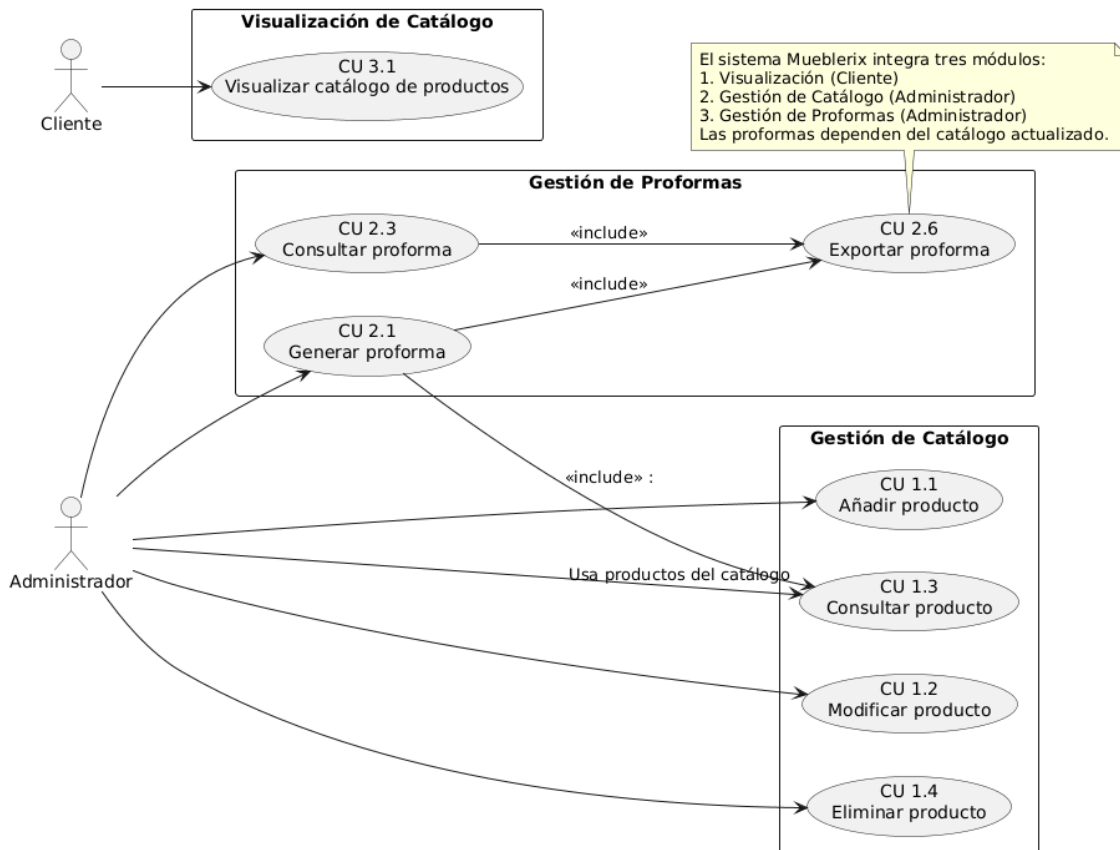 Visualización de Catálogo
CU 3.1
Visualizar catálogo de productos
Cliente
El sistema Mueblerix integra tres módulos:
1. Visualización (Cliente)
2. Gestión de Catálogo (Administrador)
3. Gestión de Proformas (Administrador)
Las proformas dependen del catálogo actualizado.
Gestión de Proformas
CU 2.3
Consultar proforma
«include»
CU 2.6
Exportar proforma
«include»
CU 2.1
Generar proforma
Gestión de Catálogo
«include» :
CU 1.1
Añadir producto
Administrador
Usa productos del catálogo
CU 1.3
Consultar producto
CU 1.2
Modificar producto
CU 1.4
Eliminar producto